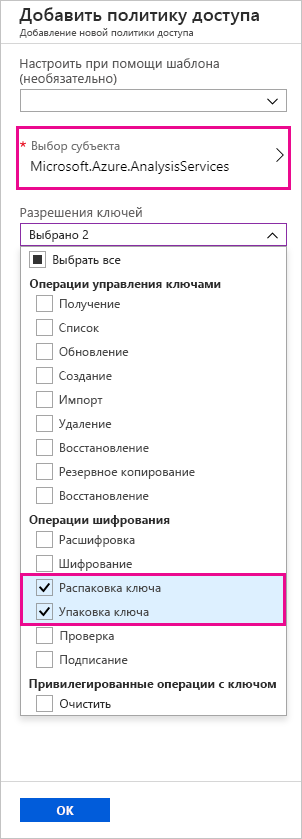 Добавить политику доступа
Добавление новой политики доступа
Настроить при помощи шаблона
(необязательно)
* Выбор субъекта
Microsoft.Azure.AnalysisServices
Разрешения ключей
Выбрано 2
Выбрать все
Операции управления ключами
Получение
Список
Обновление
Создание
Импорт
Удаление
Восстановление
Резервное копирование
Восстановление
Операции шифрования
Расшифровка
Шифрование
Распаковка ключа
Упаковка ключа
Проверка
Подписание
Привилегированные операции с ключом
Очистить
ОК